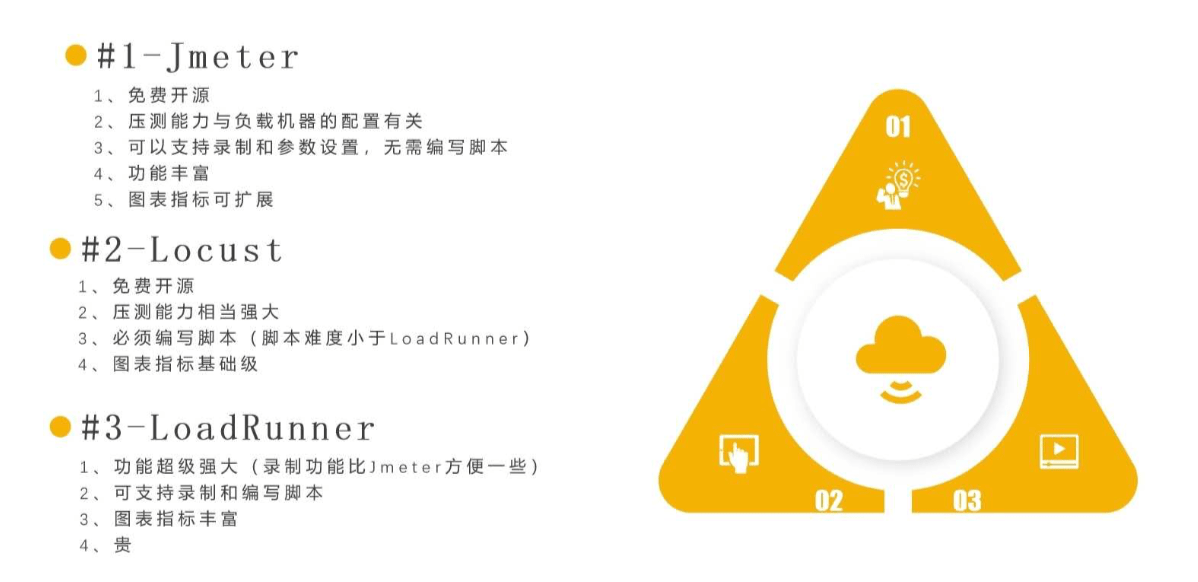 #1-Jmeter
1、免费开源
2、压测能力与负载机器的配置有关
3、可以支持录制和参数设置，无需编写脚本
4、功能丰富
5、图表指标可扩展
#2-Locust
1、免费开源
2、压测能力相当强大
3、必须编写脚本（脚本难度小于LoadRunner）
4、图表指标基础级
#3-LoadRunner
1、功能超级强大（录制功能比Jmeter方便一些）
2、可支持录制和编写脚本
3、图表指标丰富
4、贵
01
$
02
03